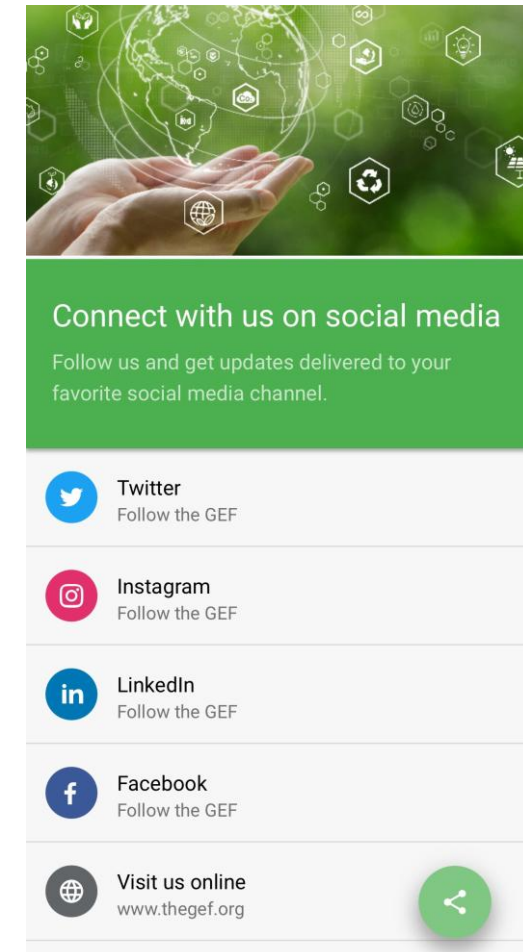 CO2
Connect with us on social media
Follow us and get updates delivered to your
favorite social media channel.
Twitter
Follow the GEF
Instagram
Follow the GEF
in
LinkedIn
Follow the GEF
f
Facebook
Follow the GEF
Visit us online
www.thegef.org